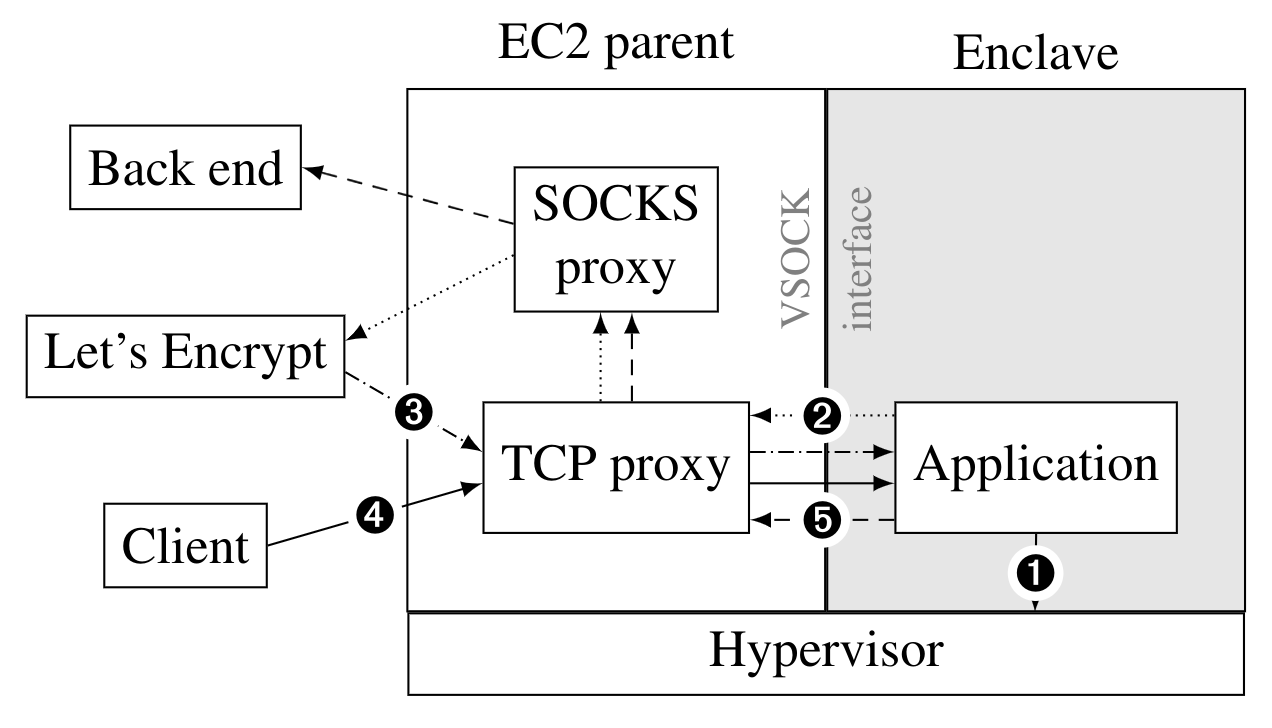 EC2 parent
Enclave
Back end
SOCKS
proxy
VSOCK
interface
Let's Encrypt
3
2
TCP proxy
Application
4
5
Client
1
Hypervisor